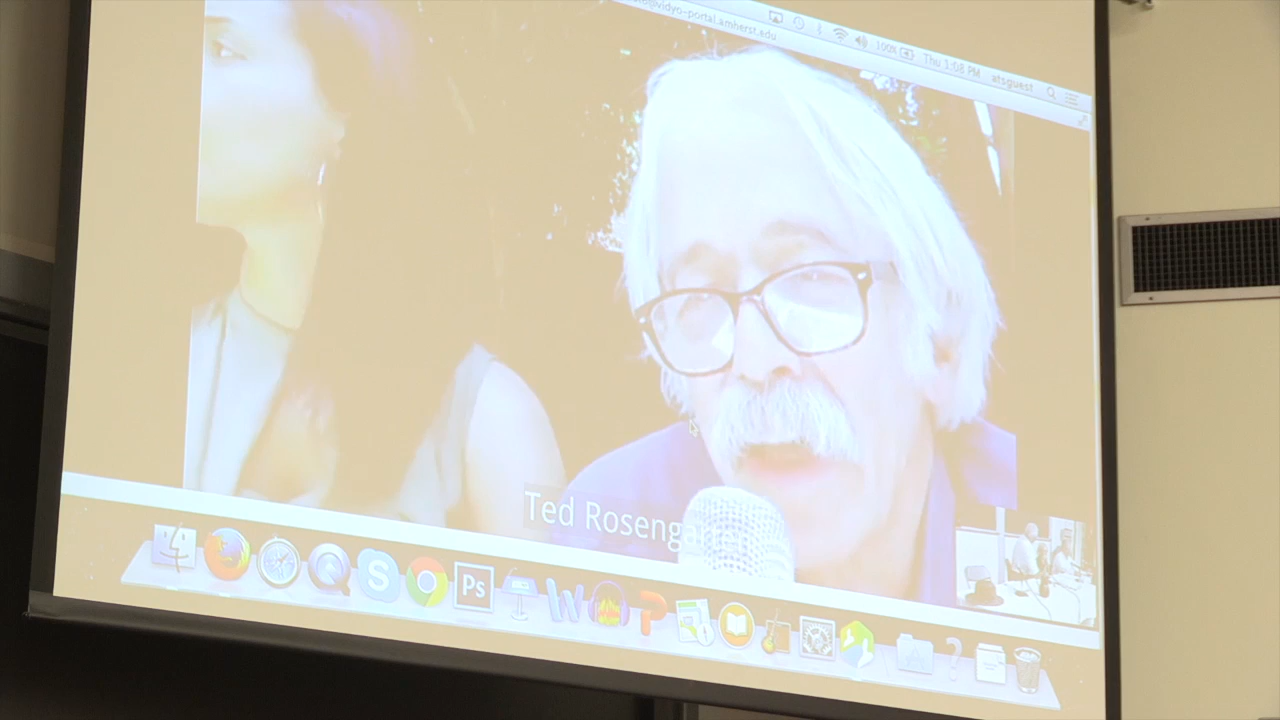 @vidyo-portal.amherst.edu
100%
Thu 1:08 PM
atsguest
Ted Rosengarten
S
Ps
W